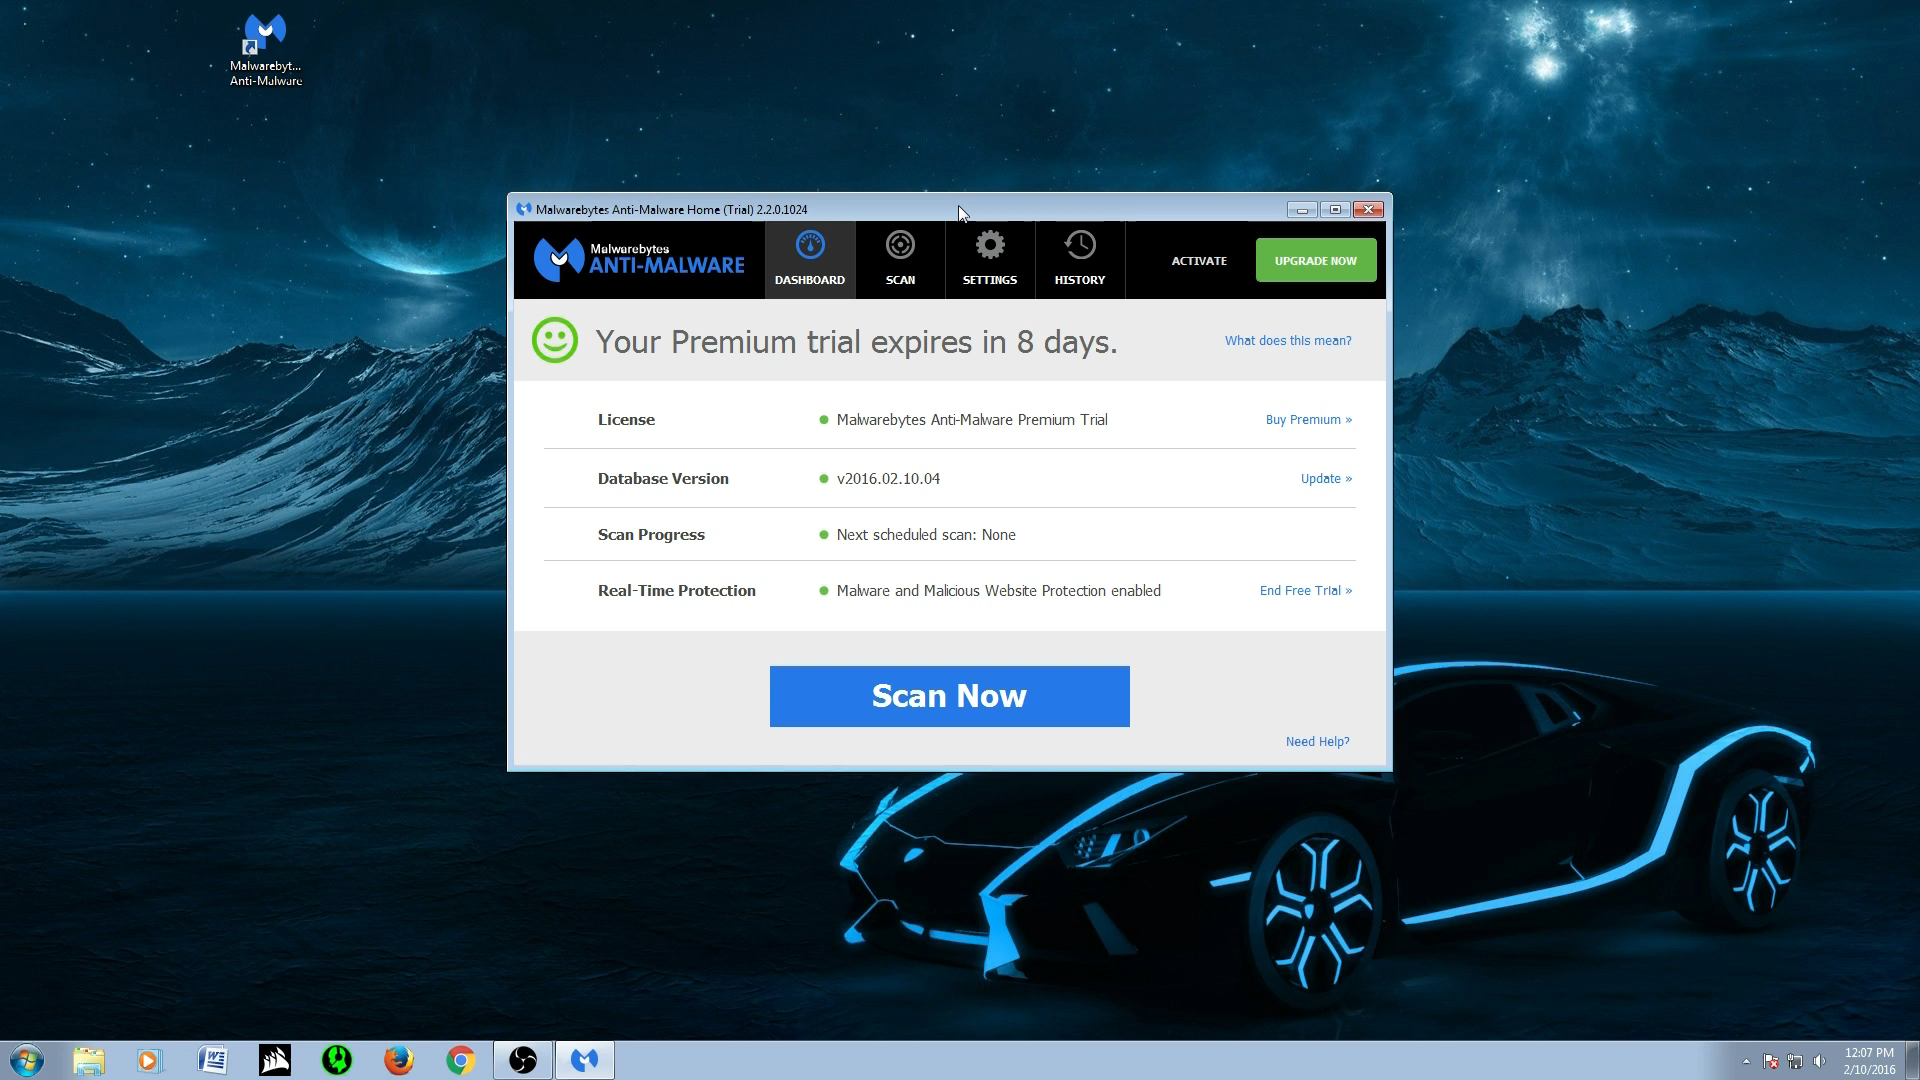 Malwarebyt...
Anti-Malware
Malwarebytes Anti-Malware Home (Trial) 2.2.0.1024
Malwarebytes
ANTI-MALWARE
DASHBOARD
SCAN
SETTINGS
HISTORY
ACTIVATE
UPGRADE NOW
Your Premium trial expires in 8 days.
What does this mean?
License
Malwarebytes Anti-Malware Premium Trial
Buy Premium »
Database Version
v2016.02.10.04
Update »
Scan Progress
Next scheduled scan: None
Real-Time Protection
Malware and Malicious Website Protection enabled
End Free Trial »
Scan Now
Need Help?
12:07 PM
2/10/2016